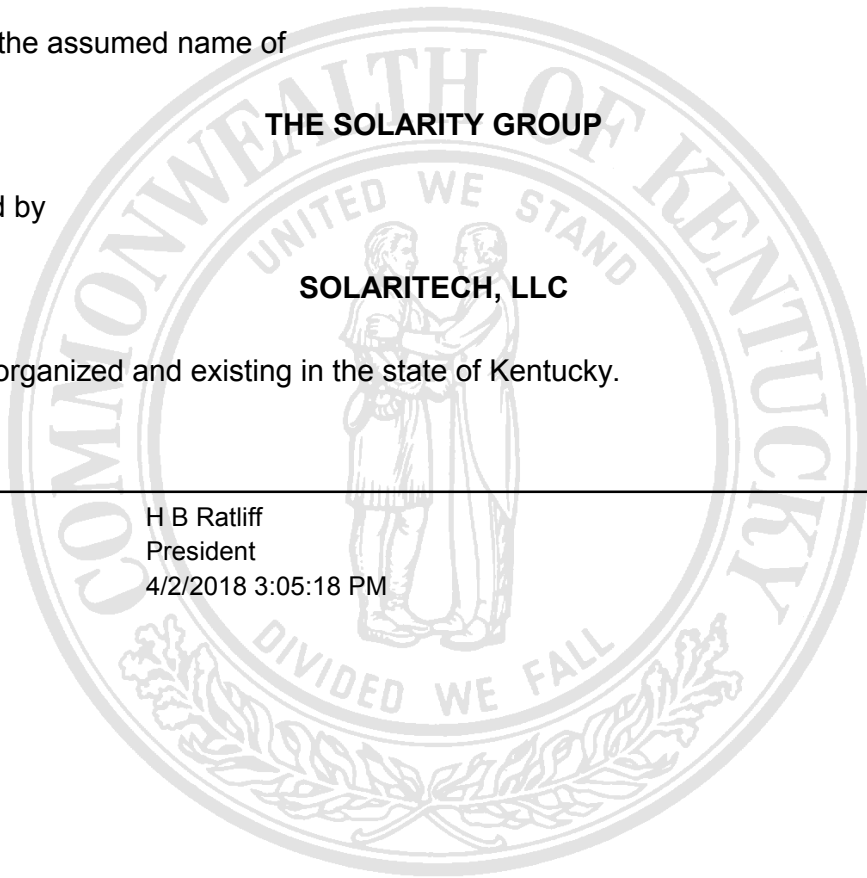 the assumed name of
THE SOLARITY GROUP
d by
SOLARITECH, LLC
organized and existing in the state of Kentucky.
H B Ratliff
President
4/2/2018 3:05:18 PM
COMMONWEALTH OF KENTUCKY
UNITED WE STAND
DIVIDED WE FALL